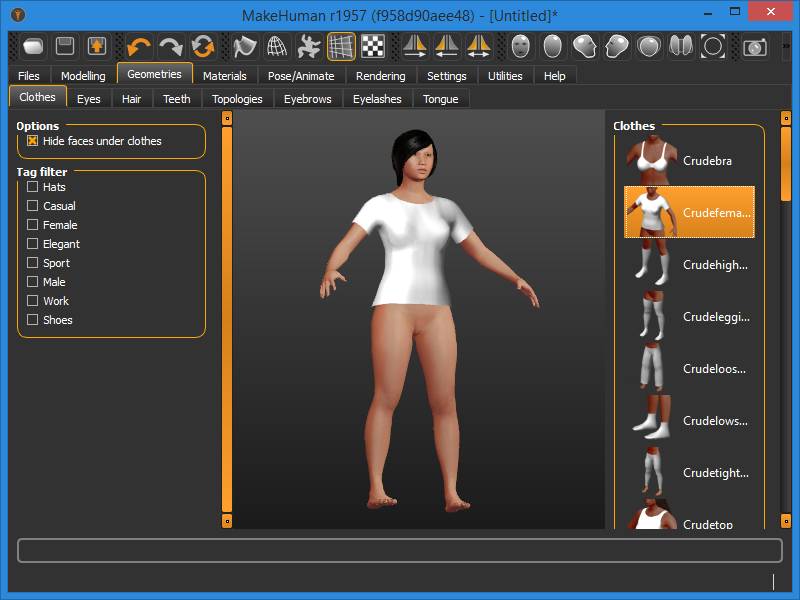 MakeHuman r1957 (f958d90aee48) - [Untitled]*
Files Modelling Geometries Materials Pose/Animate Rendering Settings Utilities Help
Clothes Eyes Hair Teeth Topologies Eyebrows Eyelashes Tongue
Options
Hide faces under clothes
Tag filter
Hats
Casual
Female
Elegant
Sport
Male
Work
Shoes
Clothes
Crudebra
Crudefema...
Crudehigh...
Crudeleggi...
Crudeloos...
Crudelows...
Crudetight...
Crudetop